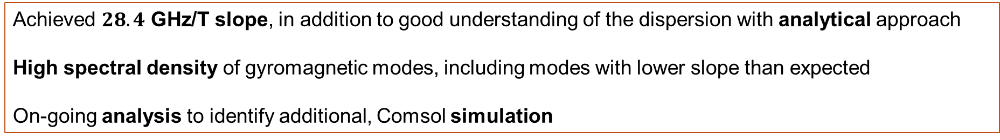 Achieved 28.4 GHz/T slope, in addition to good understanding of the dispersion with analytical approach
High spectral density of gyromagnetic modes, including modes with lower slope than expected
On-going analysis to identify additional, Comsol simulation